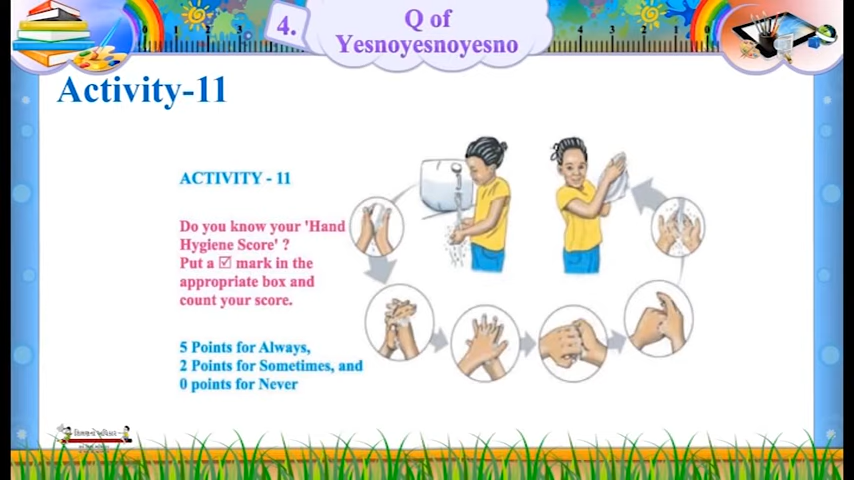 4.
Q of
Yesnoyesnoyesno
Activity-11
ACTIVITY - 11
Do you know your 'Hand
Hygiene Score' ?
Put a ☑ mark in the
appropriate box and
count your score.
5 Points for Always,
2 Points for Sometimes, and
0 points for Never